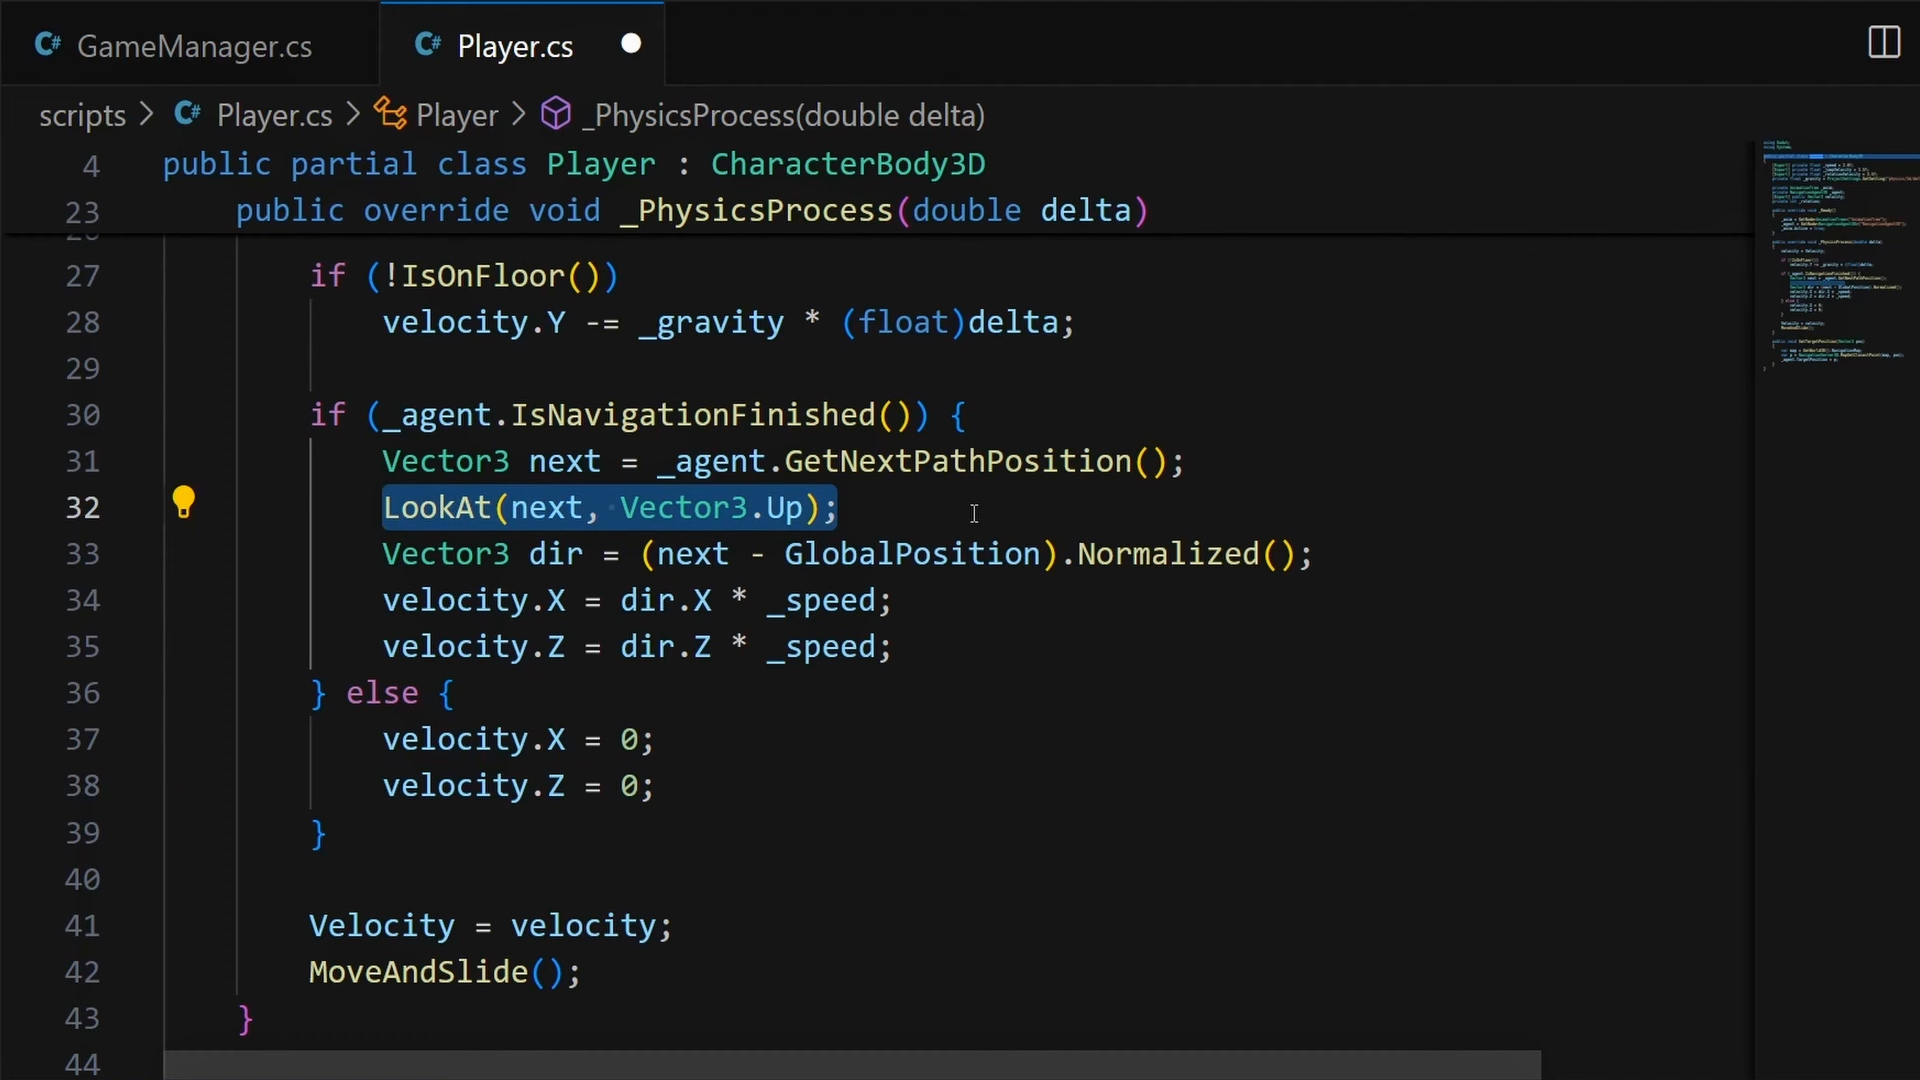 GameManager.cs
Player.cs
scripts > Player.cs > Player > _PhysicsProcess(double delta)
4 public partial class Player : CharacterBody3D
23 public override void _PhysicsProcess(double delta)
27 if (!IsOnFloor())
28 velocity.Y -= _gravity * (float)delta;
29
30 if (_agent.IsNavigationFinished()) {
31 Vector3 next = _agent.GetNextPathPosition();
32 LookAt(next, Vector3.Up);
33 Vector3 dir = (next - GlobalPosition).Normalized();
34 velocity.X = dir.X * _speed;
35 velocity.Z = dir.Z * _speed;
36 } else {
37 velocity.X = 0;
38 velocity.Z = 0;
39 }
40
41 Velocity = velocity;
42 MoveAndSlide();
43 }
44